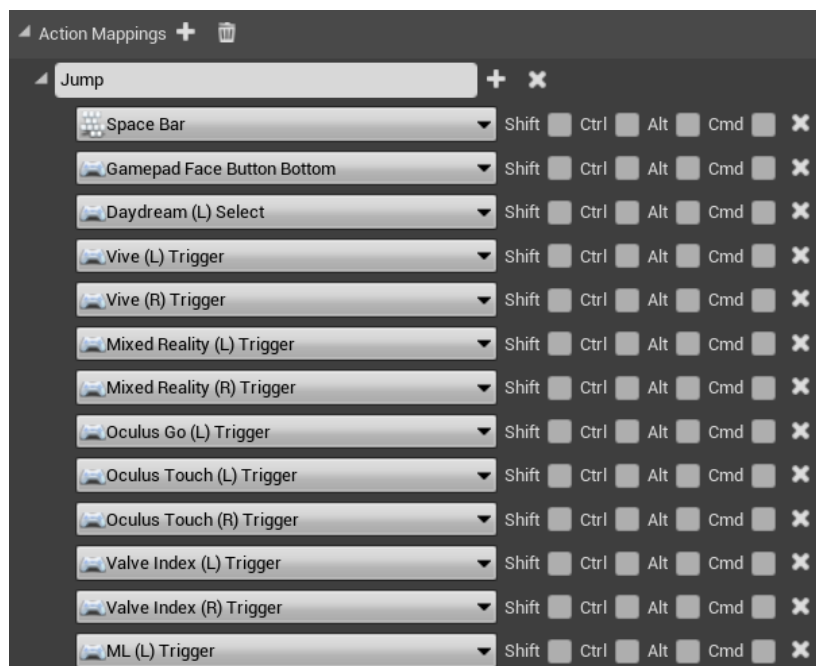 Action Mappings
Jump
Space Bar Shift Ctrl Alt Cmd
Gamepad Face Button Bottom Shift Ctrl Alt Cmd
Daydream (L) Select Shift Ctrl Alt Cmd
Vive (L) Trigger Shift Ctrl Alt Cmd
Vive (R) Trigger Shift Ctrl Alt Cmd
Mixed Reality (L) Trigger Shift Ctrl Alt Cmd
Mixed Reality (R) Trigger Shift Ctrl Alt Cmd
Oculus Go (L) Trigger Shift Ctrl Alt Cmd
Oculus Touch (L) Trigger Shift Ctrl Alt Cmd
Oculus Touch (R) Trigger Shift Ctrl Alt Cmd
Valve Index (L) Trigger Shift Ctrl Alt Cmd
Valve Index (R) Trigger Shift Ctrl Alt Cmd
ML (L) Trigger Shift Ctrl Alt Cmd